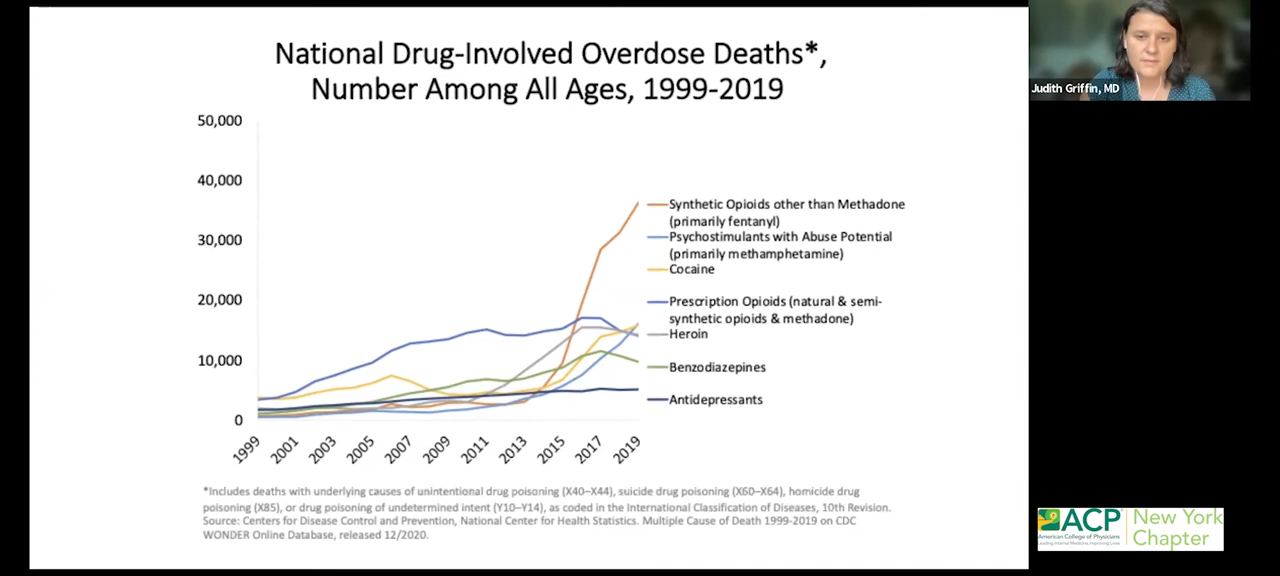 National Drug-Involved Overdose Deaths*,
Number Among All Ages, 1999-2019
50,000
40,000
30,000
20,000
10,000
0
1999
2001
2003
2005
2007
2009
2011
2013
2015
2017
2019
Synthetic Opioids other than Methadone
(primarily fentanyl)
Psychostimulants with Abuse Potential
(primarily methamphetamine)
Cocaine
Prescription Opioids (natural & semi-
synthetic opioids & methadone)
Heroin
Benzodiazepines
Antidepressants
*Includes deaths with underlying causes of unintentional drug poisoning (X40–X44), suicide drug poisoning (X60–X64), homicide drug
poisoning (X85), or drug poisoning of undetermined intent (Y10–Y14), as coded in the International Classification of Diseases, 10th Revision.
Source: Centers for Disease Control and Prevention, National Center for Health Statistics. Multiple Cause of Death 1999-2019 on CDC
WONDER Online Database, released 12/2020.
Judith Griffin, MD
ACP
American College of Physicians
Leading Internal Medicine, Improving Lives
New York
Chapter